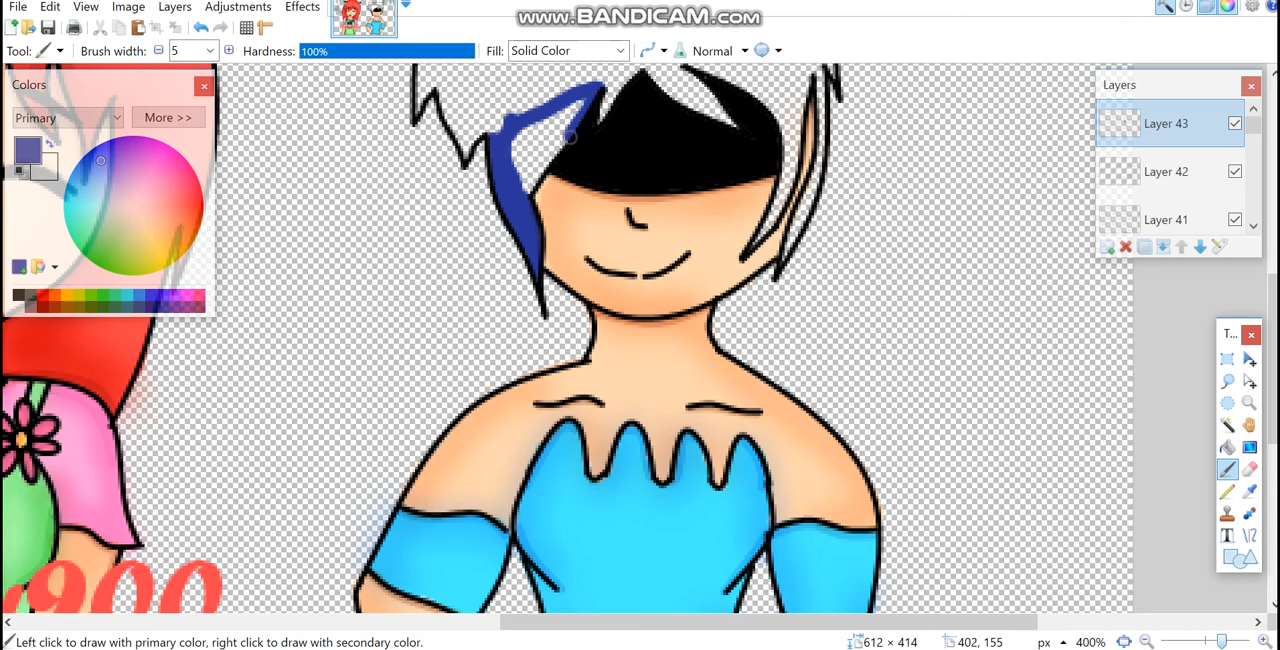 File Edit View Image Layers Adjustments Effects
www.BANDICAM.com
Tool: Brush width: 5 Hardness: 100% Fill: Solid Color Normal
Colors
Primary More >>
Layers
Layer 43
Layer 42
Layer 41
T...
900
Left click to draw with primary color, right click to draw with secondary color. 612 × 414 402, 155 px 400%